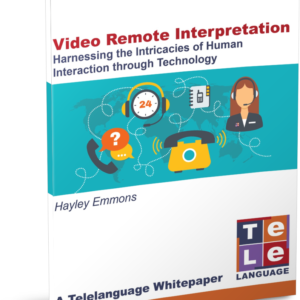 Video Remote Interpretation
Harnessing the Intricacies of Human
Interaction through Technology
24
?
Hayley Emmons
Te
Le
LANGUAGE
A Telelanguage Whitepaper